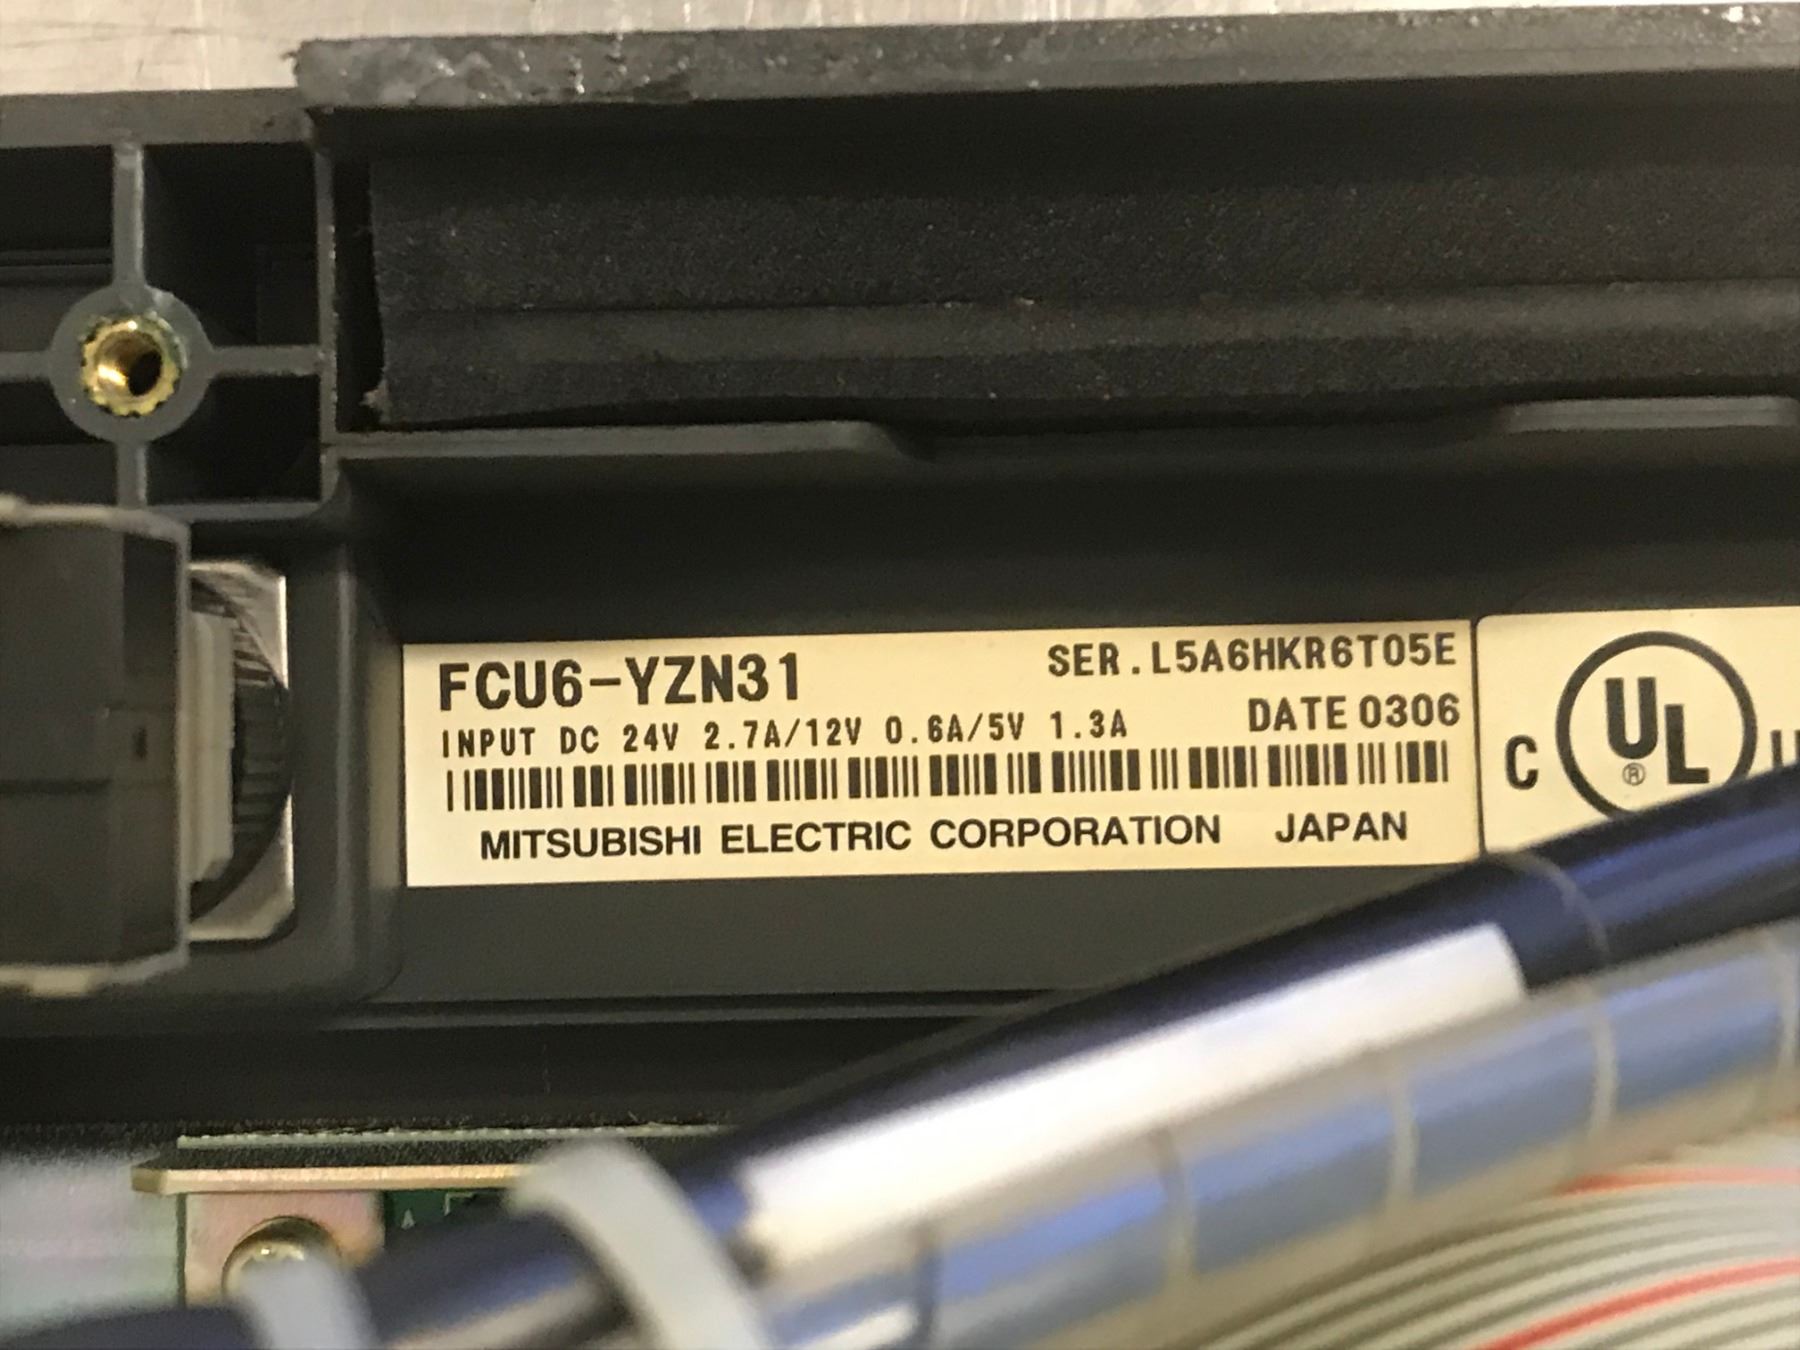 FCU6-YZN31
SER.L5A6HKR6T05E
INPUT DC 24V 2.7A/12V 0.6A/5V 1.3A
DATE 0306
MITSUBISHI ELECTRIC CORPORATION JAPAN
C UL ® U